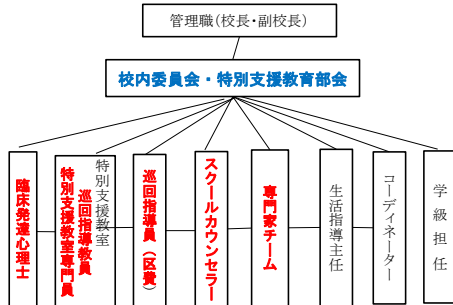 管理職（校長・副校長）
校内委員会・特別支援教育部会
臨床発達心理士
特別支援教室
巡回指導教員
特別支援教室専門員
巡回指導員（区費）
スクールカウンセラー
専門家チーム
生活指導主任
コーディネーター
学級担任